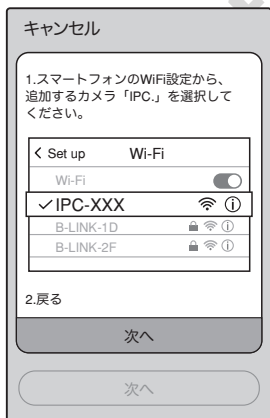 キャンセル
1.スマートフォンのWiFi設定から、
追加するカメラ「IPC.」を選択して
ください。
Set up Wi-Fi
Wi-Fi
IPC-XXX
B-LINK-1D
B-LINK-2F
2.戻る
次へ
次へ